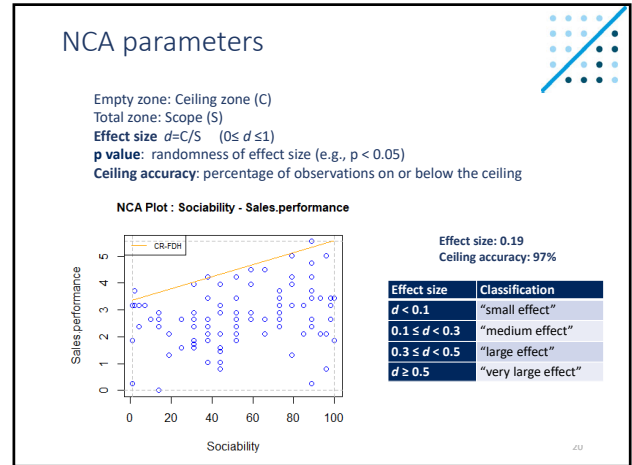 NCA parameters
Empty zone: Ceiling zone (C)
Total zone: Scope (S)
Effect size d=C/S (0≤ d ≤1)
p value: randomness of effect size (e.g., p < 0.05)
Ceiling accuracy: percentage of observations on or below the ceiling
NCA Plot : Sociability - Sales.performance
CR-FDH
Sales.performance
5
4
3
2
1
0
0 20 40 60 80 100
Sociability
Effect size: 0.19
Ceiling accuracy: 97%
Effect size Classification
d < 0.1 “small effect”
0.1 ≤ d < 0.3 “medium effect”
0.3 ≤ d < 0.5 “large effect”
d ≥ 0.5 “very large effect”
20